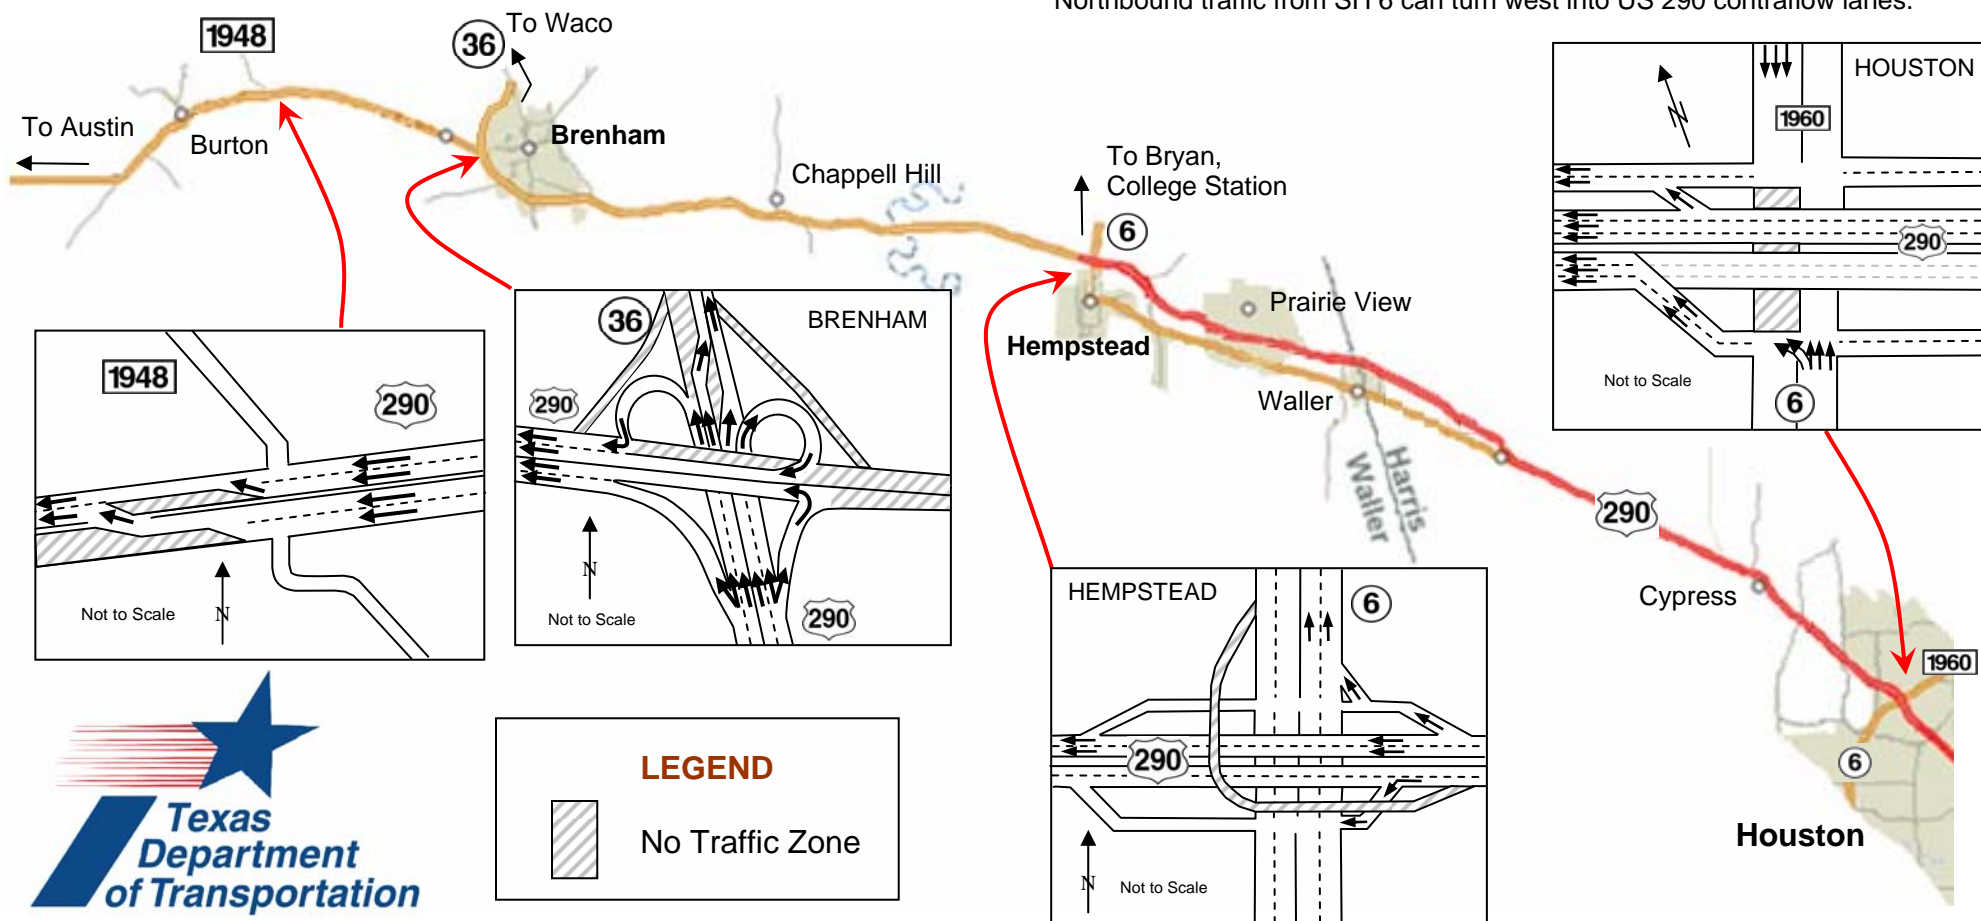 Northbound traffic from SH 6 can turn west into US 290 contraflow lanes.
1948
36
To Waco
To Austin
Burton
Brenham
Chappell Hill
To Bryan,
College Station
6
Prairie View
Hempstead
Waller
Harris
Waller
290
Cypress
1960
6
Houston
HOUSTON
1960
290
Not to Scale
6
1948
290
Not to Scale
N
36
BRENHAM
290
N
Not to Scale
290
HEMPSTEAD
6
290
N
Not to Scale
LEGEND
No Traffic Zone
Texas
Department
of Transportation